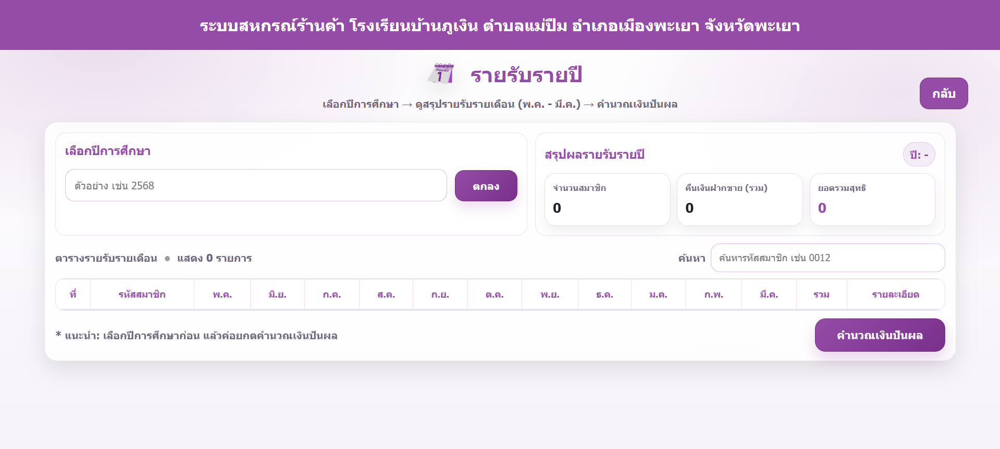 ระบบสหกรณ์ร้านค้า โรงเรียนบ้านภูเงิน ตำบลแม่ปืม อำเภอเมืองพะเยา จังหวัดพะเยา
JANUARY
1
รายรับรายปี
กลับ
เลือกปีการศึกษา → ดูสรุปรายรับรายเดือน (พ.ค. - มี.ค.) → คำนวณเงินปันผล
เลือกปีการศึกษา
ตัวอย่าง เช่น 2568
ตกลง
สรุปผลรายรับรายปี
ปี: -
จำนวนสมาชิก
0
คืนเงินฝากขาย (รวม)
0
ยอดรวมสุทธิ
0
ตารางรายรับรายเดือน ● แสดง 0 รายการ
ค้นหา
ค้นหารหัสสมาชิก เช่น 0012
ที่ รหัสสมาชิก พ.ค. มิ.ย. ก.ค. ส.ค. ก.ย. ต.ค. พ.ย. ธ.ค. ม.ค. ก.พ. มี.ค. รวม รายละเอียด
* แนะนำ: เลือกปีการศึกษาก่อน แล้วค่อยกดคำนวณเงินปันผล
คำนวณเงินปันผล